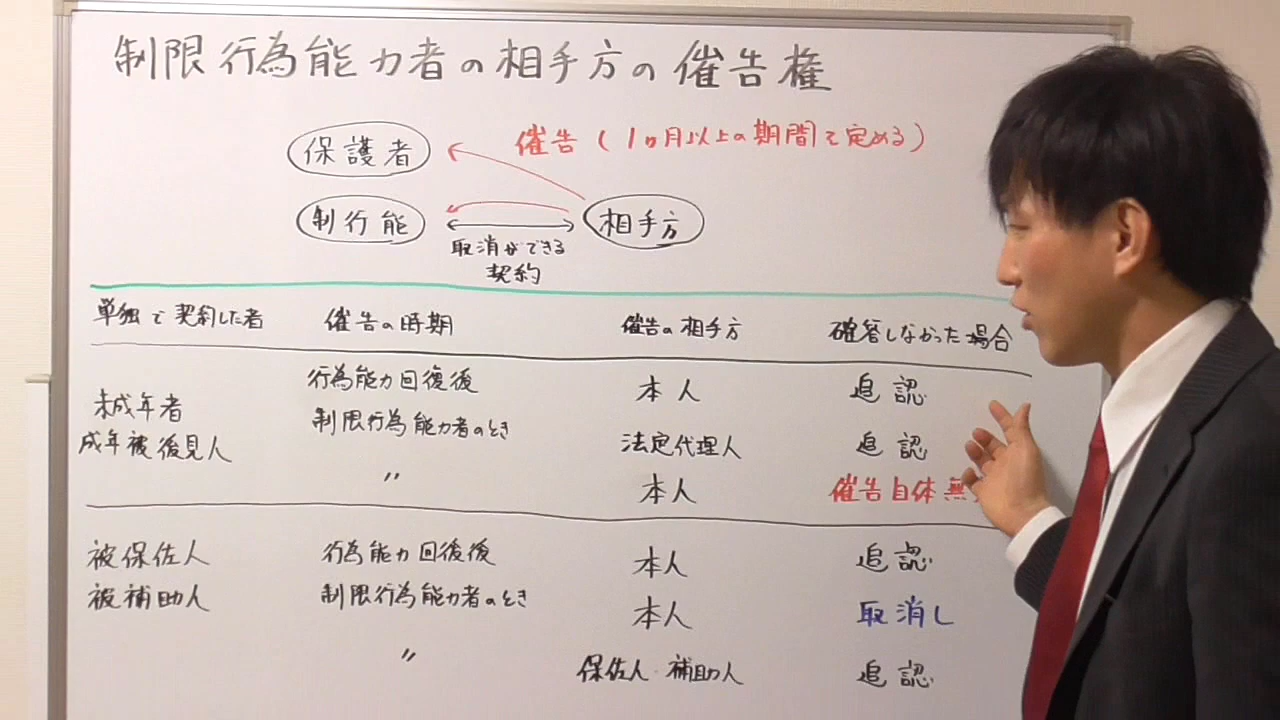 制限行為能力者の相手方の催告権
保護者
催告（1ヶ月以上の期間で定める）
制行能
相手方
取消ができる
契約
単独で契約した者 催告の時期 催告の相手方 確答しなかった場合
行為能力回復後 本人 追認
未成年者 制限行為能力者のとき
成年被後見人 法定代理人 追認
〃 本人 催告自体無
被保佐人 行為能力回復後 本人 追認
被補助人 制限行為能力者のとき 本人 取消し
〃 保佐人・補助人 追認